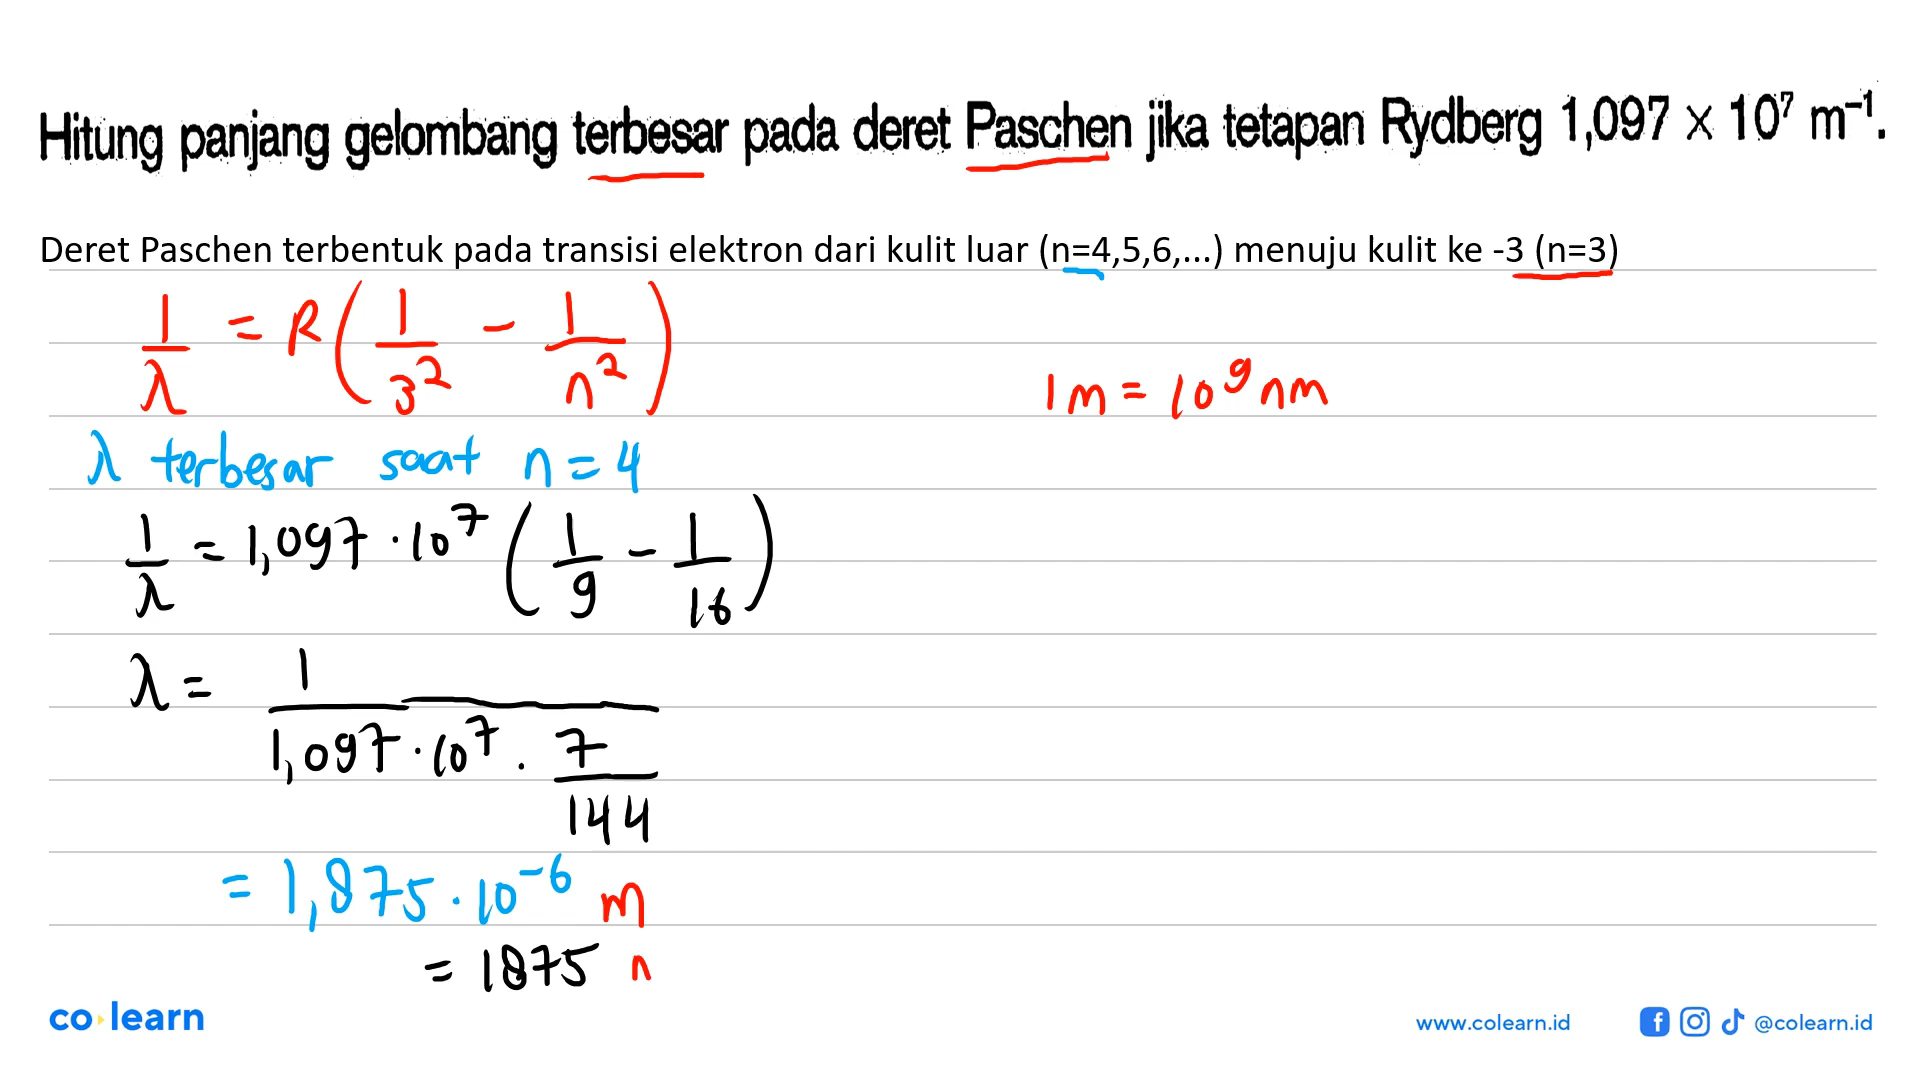 Hitung panjang gelombang terbesar pada deret Paschen jika tetapan Rydberg 1,097 × 10⁷ m⁻¹.
Deret Paschen terbentuk pada transisi elektron dari kulit luar (n=4,5,6,...) menuju kulit ke -3 (n=3)
1/λ = R(1/3² - 1/n²)
1 m = 10⁹ nm
λ terbesar saat n = 4
1/λ = 1,097 · 10⁷ (1/9 - 1/16)
λ = 1/(1,097 · 10⁷ · 7/144)
= 1,875 · 10⁻⁶ m
= 1875 n
co learn
www.colearn.id
@colearn.id